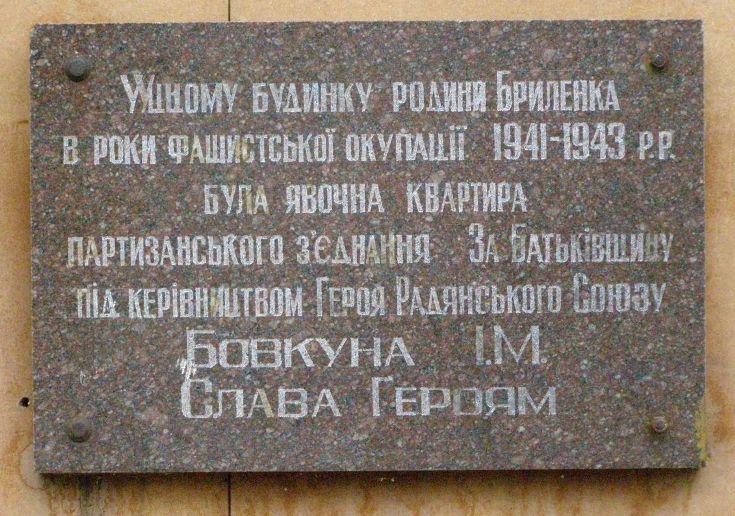 У цьому будинку родини Бриленка
в роки фашистської окупації 1941-1943 р.р.
була явочна квартира
партизанського з'єднання За Батьківщину
під керівництвом Героя Радянського Союзу
Бовкуна І.М.
Слава Героям